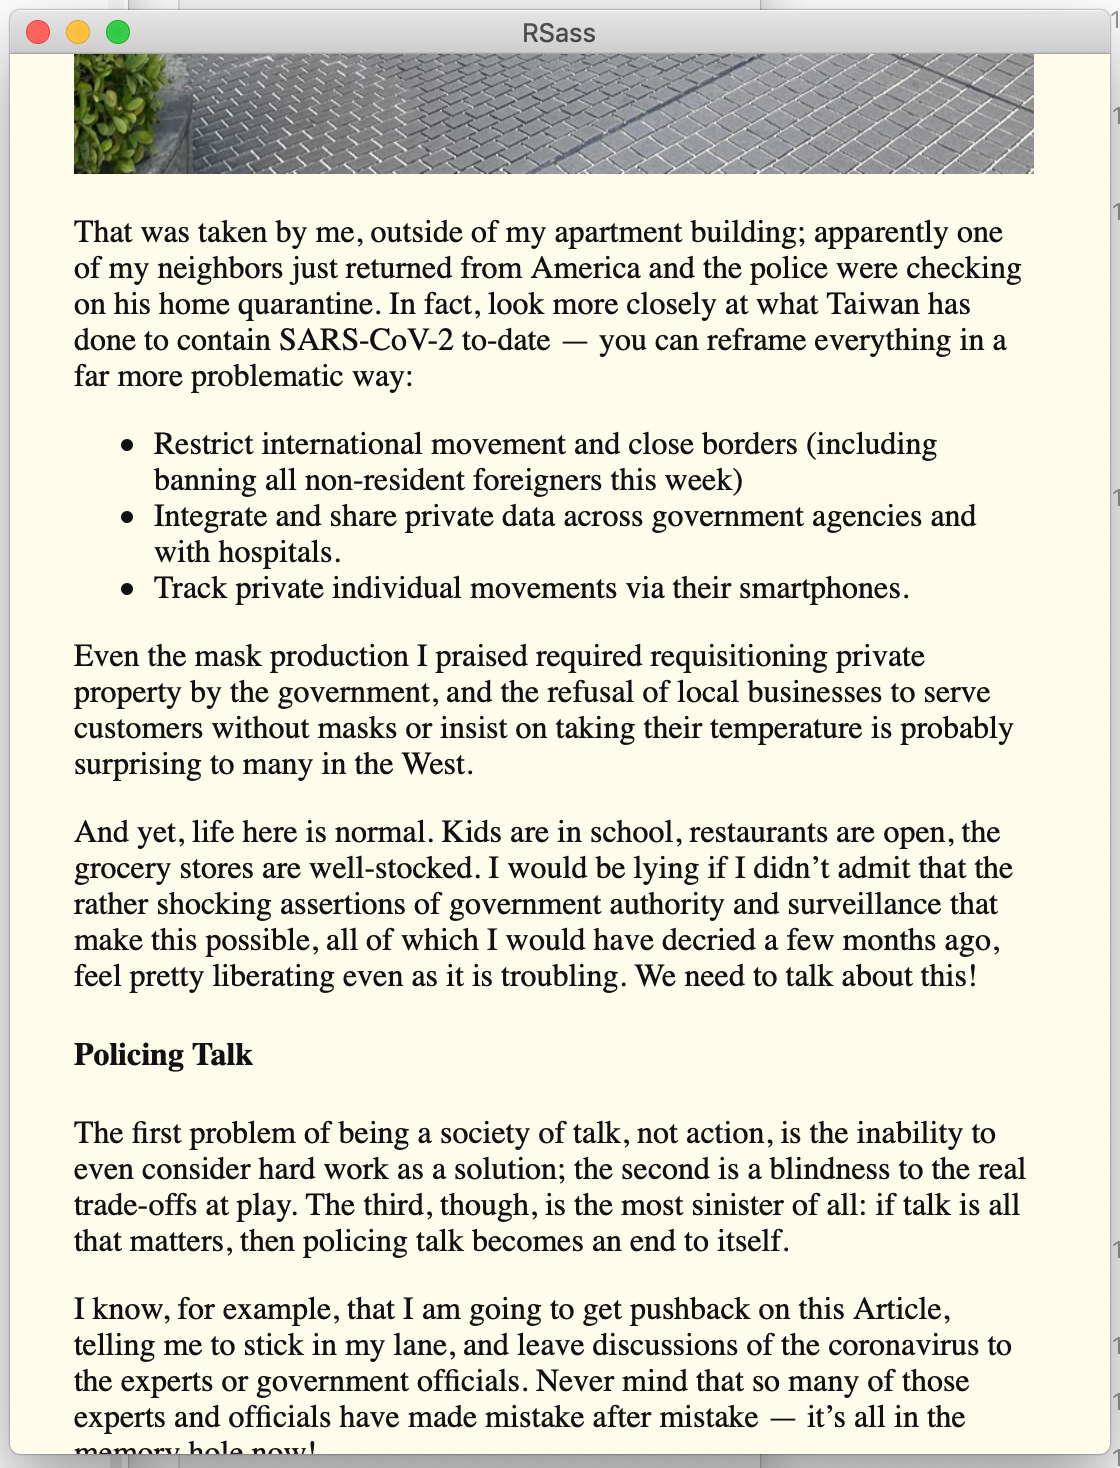 RSass
That was taken by me, outside of my apartment building; apparently one
of my neighbors just returned from America and the police were checking
on his home quarantine. In fact, look more closely at what Taiwan has
done to contain SARS-CoV-2 to-date — you can reframe everything in a
far more problematic way:
• Restrict international movement and close borders (including
banning all non-resident foreigners this week)
• Integrate and share private data across government agencies and
with hospitals.
• Track private individual movements via their smartphones.
Even the mask production I praised required requisitioning private
property by the government, and the refusal of local businesses to serve
customers without masks or insist on taking their temperature is probably
surprising to many in the West.
And yet, life here is normal. Kids are in school, restaurants are open, the
grocery stores are well-stocked. I would be lying if I didn’t admit that the
rather shocking assertions of government authority and surveillance that
make this possible, all of which I would have decried a few months ago,
feel pretty liberating even as it is troubling. We need to talk about this!
Policing Talk
The first problem of being a society of talk, not action, is the inability to
even consider hard work as a solution; the second is a blindness to the real
trade-offs at play. The third, though, is the most sinister of all: if talk is all
that matters, then policing talk becomes an end to itself.
I know, for example, that I am going to get pushback on this Article,
telling me to stick in my lane, and leave discussions of the coronavirus to
the experts or government officials. Never mind that so many of those
experts and officials have made mistake after mistake — it’s all in the
memory hole now!